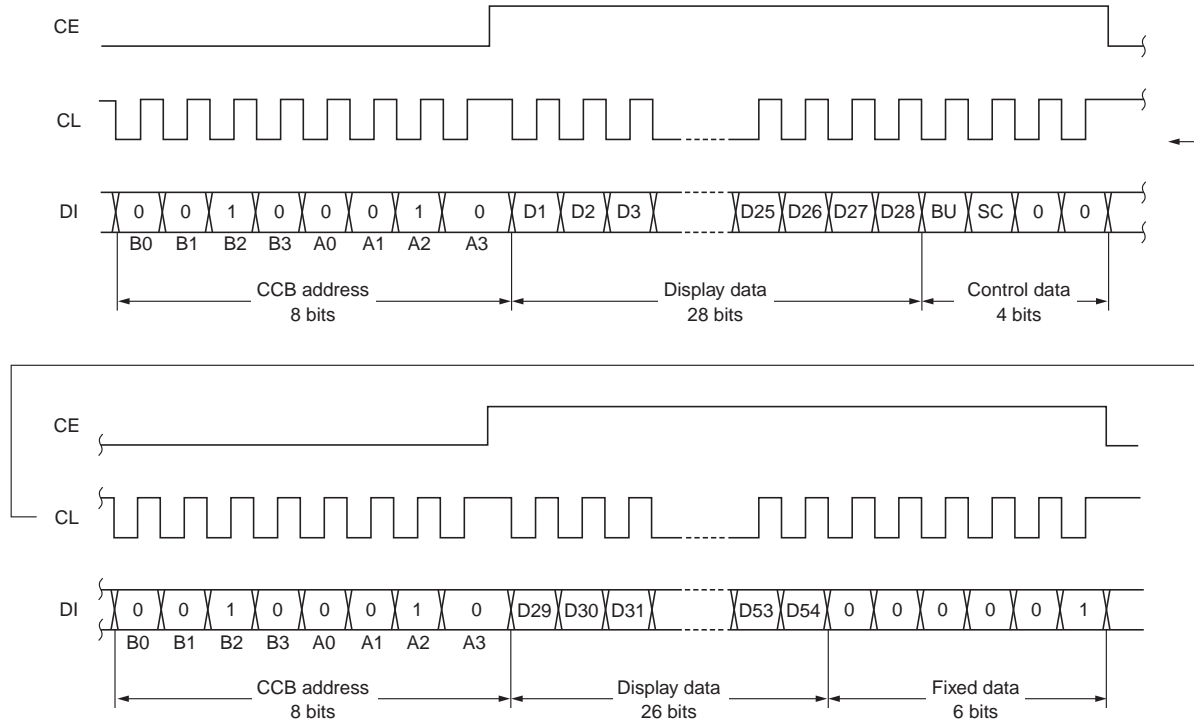 CE
CL
DI 0 0 1 0 0 0 1 0 D1 D2 D3 D25 D26 D27 D28 BU SC 0 0
B0 B1 B2 B3 A0 A1 A2 A3
CCB address Display data Control data
8 bits 28 bits 4 bits
CE
CL
DI 0 0 1 0 0 0 1 0 D29 D30 D31 D53 D54 0 0 0 0 0 1
B0 B1 B2 B3 A0 A1 A2 A3
CCB address Display data Fixed data
8 bits 26 bits 6 bits